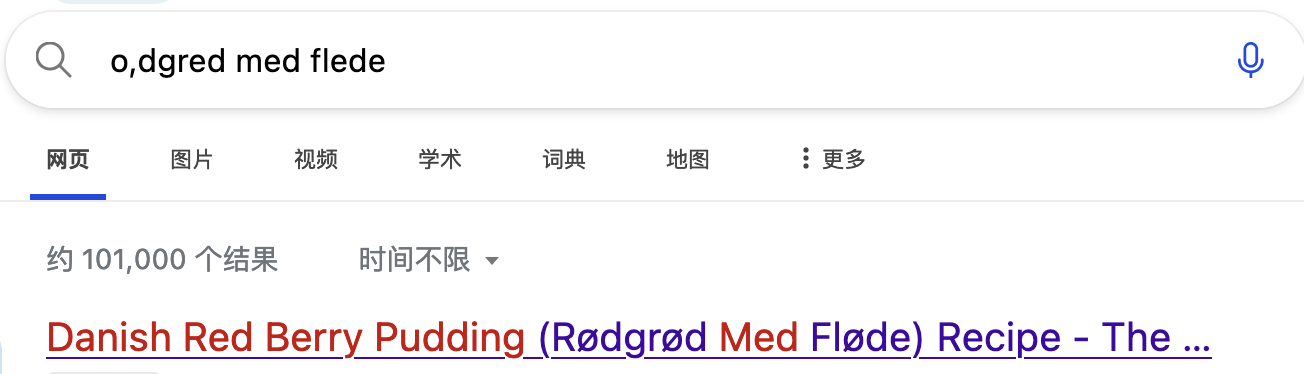 o,dgred med flede
网页 图片 视频 学术 词典 地图 更多
约 101,000 个结果 时间不限
Danish Red Berry Pudding (Rødgrød Med Fløde) Recipe - The ...